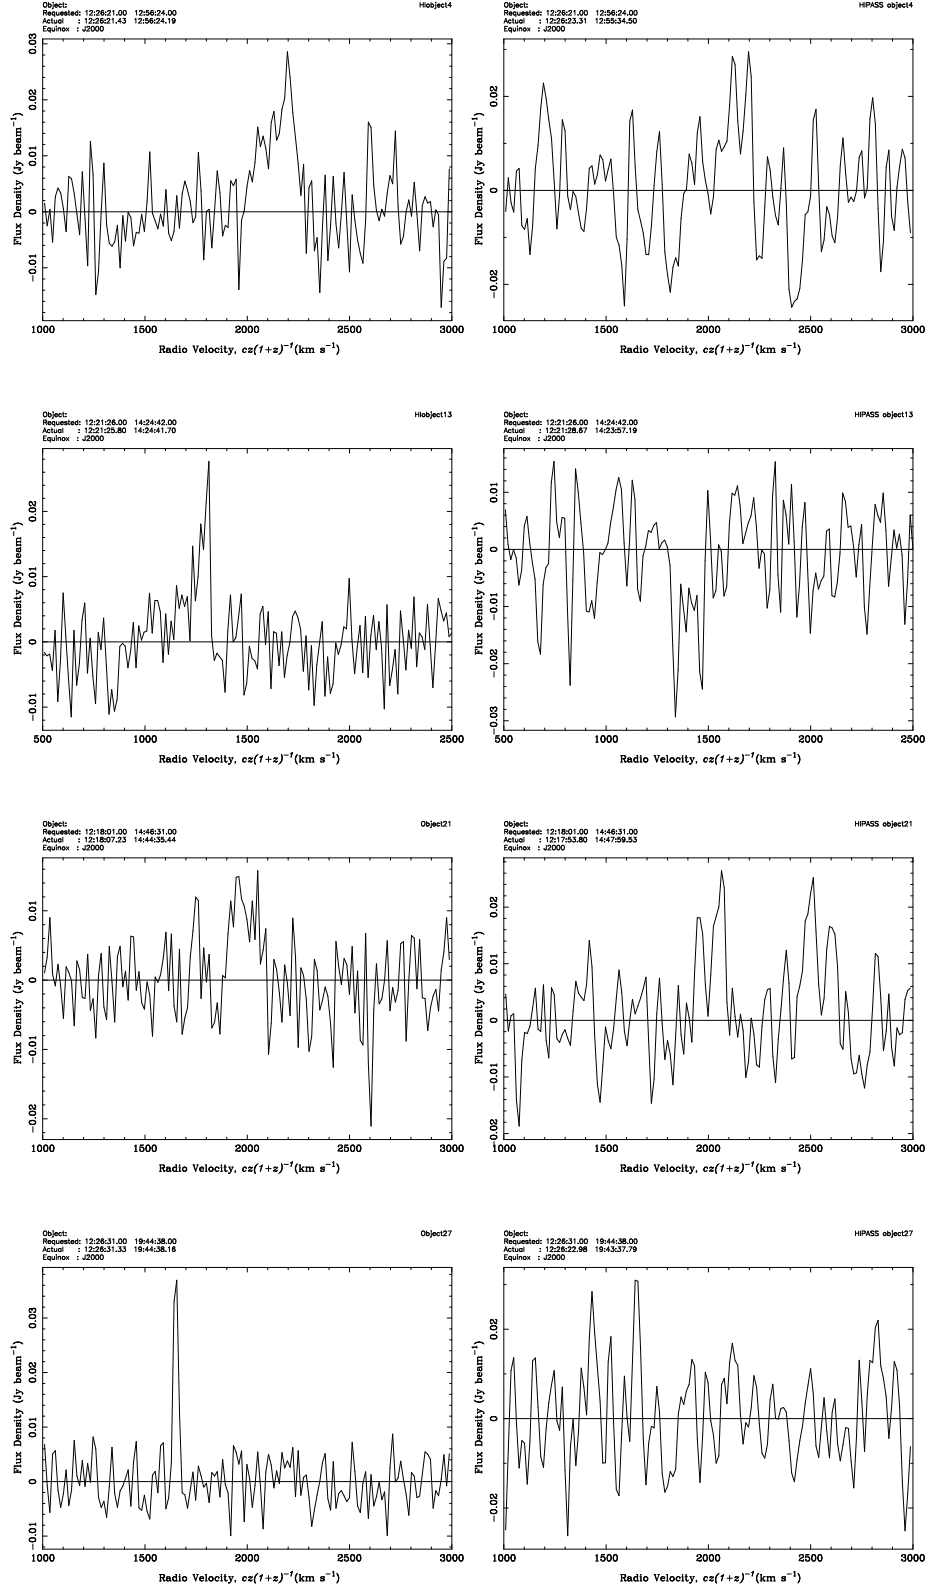 Object: HIobject4
Requested: 12:26:21.00 12:56:24.00
Actual : 12:26:21.43 12:56:24.19
Equinox : J2000
Flux Density (Jy beam⁻¹)
0.03
0.02
0.01
0
−0.01
1000 1500 2000 2500 3000
Radio Velocity, cz(1+z)⁻¹(km s⁻¹)
Object: HIPASS object4
Requested: 12:26:21.00 12:56:24.00
Actual : 12:26:23.31 12:55:34.50
Equinox : J2000
Flux Density (Jy beam⁻¹)
0.02
0
−0.02
1000 1500 2000 2500 3000
Radio Velocity, cz(1+z)⁻¹(km s⁻¹)
Object: HIobject13
Requested: 12:21:26.00 14:24:42.00
Actual : 12:21:25.80 14:24:41.70
Equinox : J2000
Flux Density (Jy beam⁻¹)
0.02
0.01
0
−0.01
500 1000 1500 2000 2500
Radio Velocity, cz(1+z)⁻¹(km s⁻¹)
Object: HIPASS object13
Requested: 12:21:26.00 14:24:42.00
Actual : 12:21:28.67 14:23:57.19
Equinox : J2000
Flux Density (Jy beam⁻¹)
0.01
0
−0.01
−0.02
−0.03
500 1000 1500 2000 2500
Radio Velocity, cz(1+z)⁻¹(km s⁻¹)
Object: Object21
Requested: 12:18:01.00 14:46:31.00
Actual : 12:18:07.23 14:44:35.44
Equinox : J2000
Flux Density (Jy beam⁻¹)
0.01
0
−0.01
−0.02
1000 1500 2000 2500 3000
Radio Velocity, cz(1+z)⁻¹(km s⁻¹)
Object: HIPASS object21
Requested: 12:18:01.00 14:46:31.00
Actual : 12:17:53.80 14:47:59.53
Equinox : J2000
Flux Density (Jy beam⁻¹)
0.02
0.01
0
−0.01
−0.02
1000 1500 2000 2500 3000
Radio Velocity, cz(1+z)⁻¹(km s⁻¹)
Object: Object27
Requested: 12:26:31.00 19:44:38.00
Actual : 12:26:31.33 19:44:38.16
Equinox : J2000
Flux Density (Jy beam⁻¹)
0.03
0.02
0.01
0
−0.01
1000 1500 2000 2500 3000
Radio Velocity, cz(1+z)⁻¹(km s⁻¹)
Object: HIPASS object27
Requested: 12:26:31.00 19:44:38.00
Actual : 12:26:22.98 19:43:37.79
Equinox : J2000
Flux Density (Jy beam⁻¹)
0.02
0
−0.02
1000 1500 2000 2500 3000
Radio Velocity, cz(1+z)⁻¹(km s⁻¹)